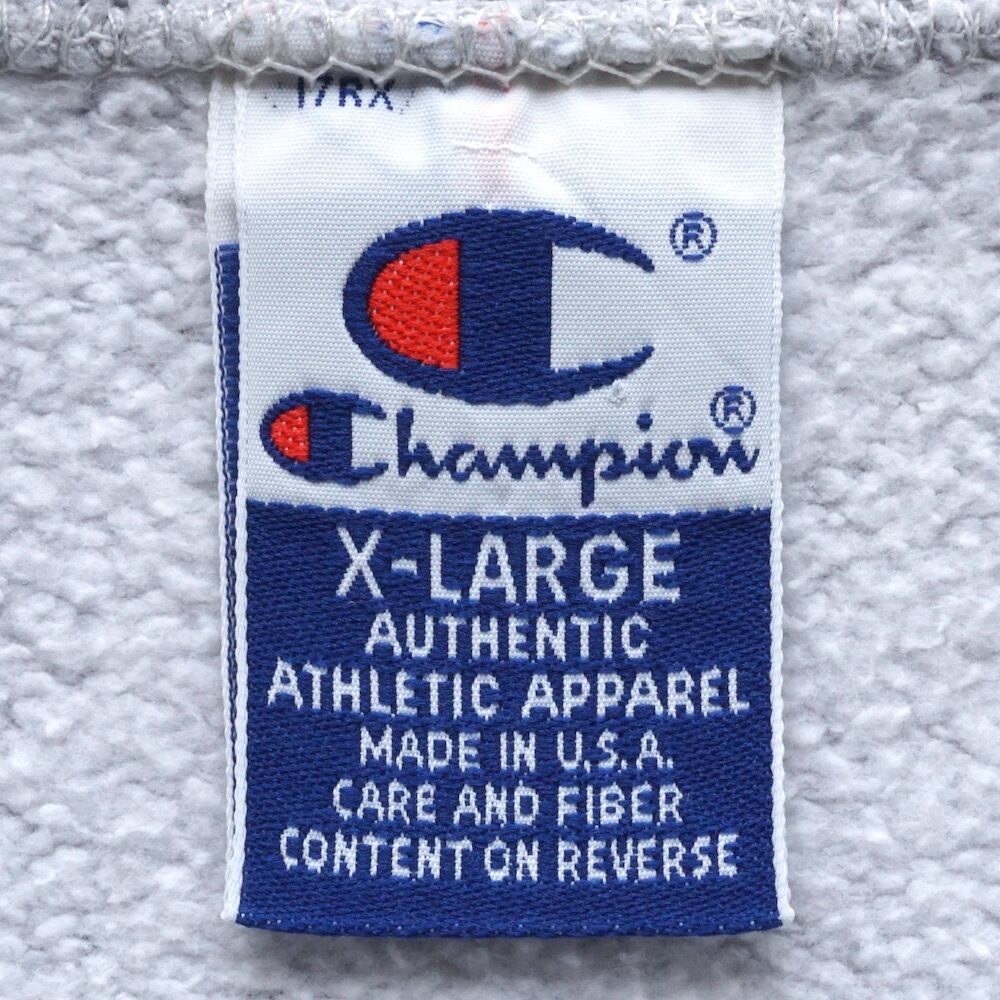 17RX
®
Champion®
X-LARGE
AUTHENTIC
ATHLETIC APPAREL
MADE IN U.S.A.
CARE AND FIBER
CONTENT ON REVERSE